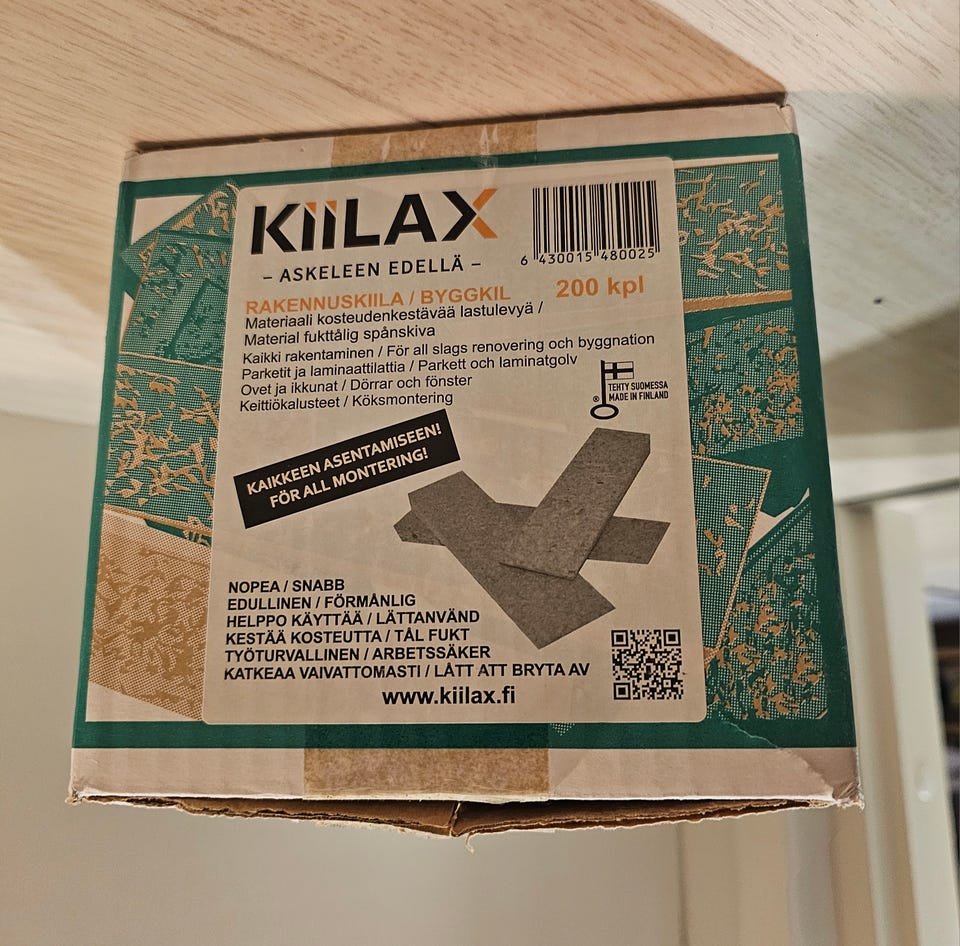 KiiLAX
– ASKELEEN EDELLÄ –
6 430015 480025
RAKENNUSKIILA / BYGGKIL 200 kpl
Materiaali kosteudenkestävää lastulevyä /
Material fukttålig spånskiva
Kaikki rakentaminen / För all slags renovering och byggnation
Parketit ja laminaattilattia / Parkett och laminatgolv
Ovet ja ikkunat / Dörrar och fönster
Keittiökalusteet / Köksmontering
® TEHTY SUOMESSA
MADE IN FINLAND
KAIKKEEN ASENTAMISEEN!
FÖR ALL MONTERING!
NOPEA / SNABB
EDULLINEN / FÖRMÅNLIG
HELPPO KÄYTTÄÄ / LÄTTANVÄND
KESTÄÄ KOSTEUTTA / TÅL FUKT
TYÖTURVALLINEN / ARBETSSÄKER
KATKEAA VAIVATTOMASTI / LÅTT ATT BRYTA AV
www.kiilax.fi